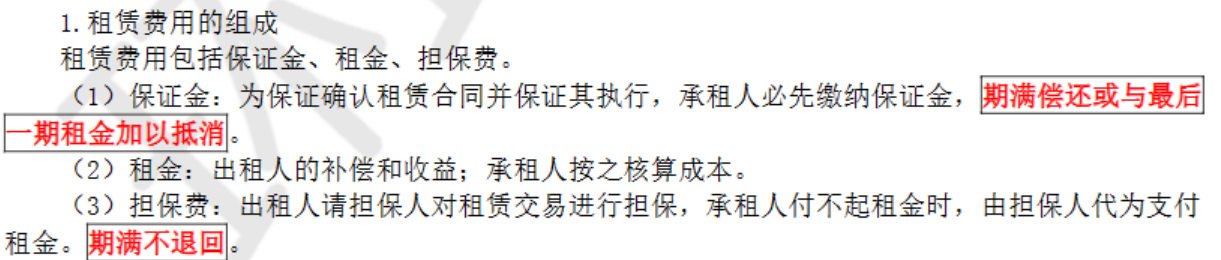 1.租赁费用的组成
租赁费用包括保证金、租金、担保费。
（1）保证金：为保证确认租赁合同并保证其执行，承租人必先缴纳保证金，期满偿还或与最后
一期租金加以抵消。
（2）租金：出租人的补偿和收益；承租人按之核算成本。
（3）担保费：出租人请担保人对租赁交易进行担保，承租人付不起租金时，由担保人代为支付
租金。期满不退回。